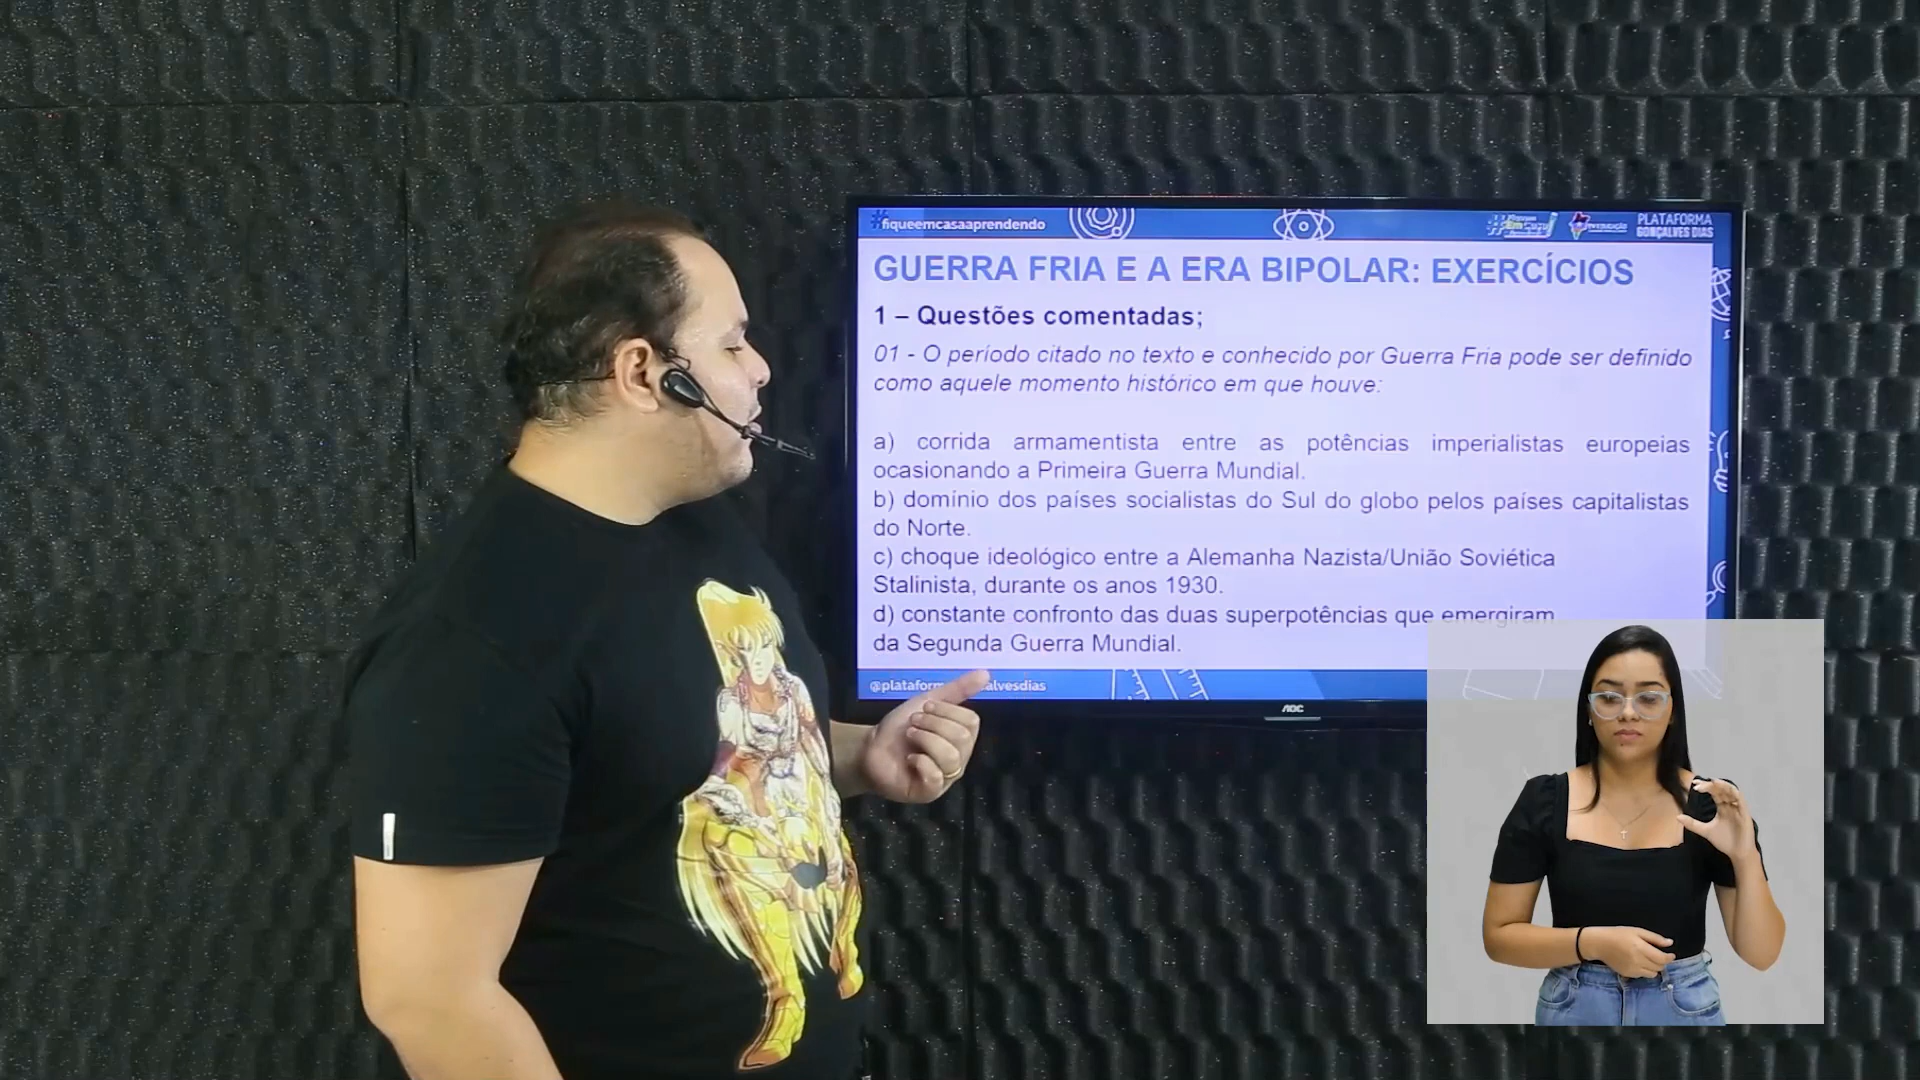 #fiqueemcasaaprendendo
PLATAFORMA
GONÇALVES DIAS
GUERRA FRIA E A ERA BIPOLAR: EXERCÍCIOS
1 – Questões comentadas;
01 - O período citado no texto e conhecido por Guerra Fria pode ser definido
como aquele momento histórico em que houve:
a) corrida armamentista entre as potências imperialistas europeias
ocasionando a Primeira Guerra Mundial.
b) domínio dos países socialistas do Sul do globo pelos países capitalistas
do Norte.
c) choque ideológico entre a Alemanha Nazista/União Soviética
Stalinista, durante os anos 1930.
d) constante confronto das duas superpotências que emergiram
da Segunda Guerra Mundial.
AOC